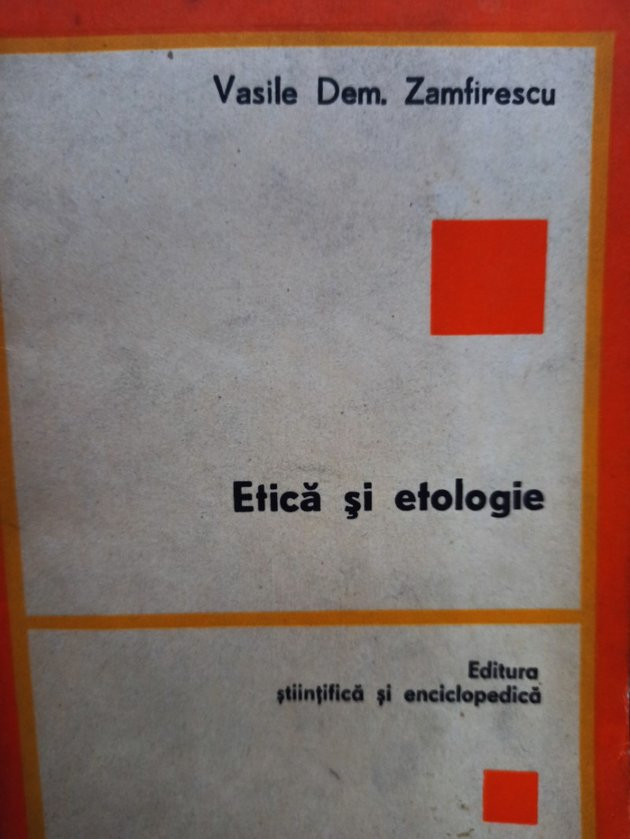 Vasile Dem. Zamfirescu
Etică şi etologie
Editura
ştiinţifică şi enciclopedică